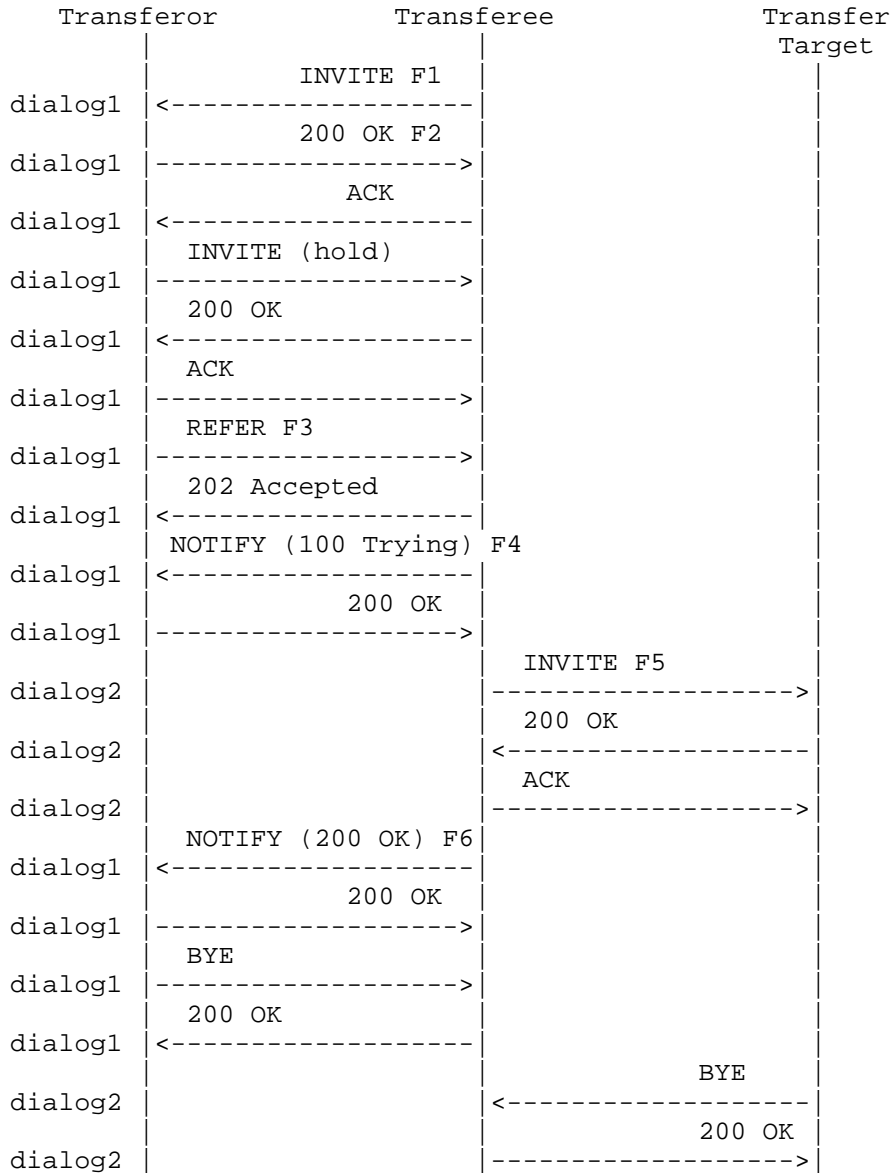 Transferor Transferee Transfer
Target
INVITE F1
dialog1 |<-------------------|
200 OK F2
dialog1 |------------------->|
ACK
dialog1 |<-------------------|
INVITE (hold)
dialog1 |------------------->|
200 OK
dialog1 |<-------------------|
ACK
dialog1 |------------------->|
REFER F3
dialog1 |------------------->|
202 Accepted
dialog1 |<-------------------|
NOTIFY (100 Trying) F4
dialog1 |<-------------------|
200 OK
dialog1 |------------------->|
INVITE F5
dialog2 |------------------->|
200 OK
dialog2 |<-------------------|
ACK
dialog2 |------------------->|
NOTIFY (200 OK) F6
dialog1 |<-------------------|
200 OK
dialog1 |------------------->|
BYE
dialog1 |------------------->|
200 OK
dialog1 |<-------------------|
BYE
dialog2 |<-------------------|
200 OK
dialog2 |------------------->|